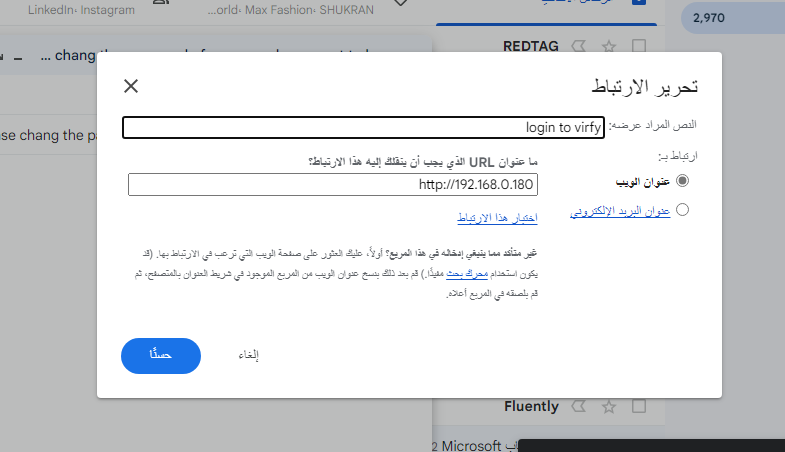 LinkedIn، Instagram
...orld، Max Fashion، SHUKRAN
2,970
REDTAG
... chang the
se chang the pa
تحرير الارتباط
النص المراد عرضه: login to virfy
ارتباط بـ:
عنوان الويب
عنوان البريد الإلكتروني
ما عنوان URL الذي يجب أن ينقلك إليه هذا الارتباط؟
http://192.168.0.180
اختبار هذا الارتباط
غير متأكد مما ينبغي إدخاله في هذا المربع؟ أولاً، عليك العثور على صفحة الويب التي ترغب في الارتباط بها. (قد
يكون استخدام محرك بحث مفيدًا.) قم بعد ذلك بنسخ عنوان الويب من المربع الموجود في شريط العنوان بالمتصفح، ثم
قم بلصقه في المربع أعلاه.
حسنًا
إلغاء
Fluently
2 Microsoft